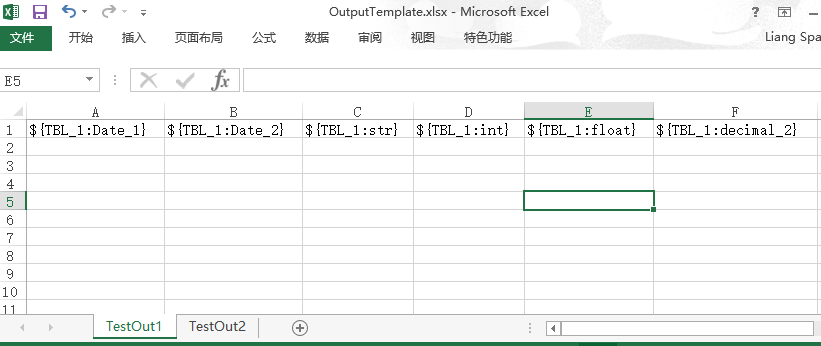 OutputTemplate.xlsx - Microsoft Excel
?
文件 开始 插入 页面布局 公式 数据 审阅 视图 特色功能 Liang Spa
E5 fx
A B C D E F
1 ${TBL_1:Date_1} ${TBL_1:Date_2} ${TBL_1:str} ${TBL_1:int} ${TBL_1:float} ${TBL_1:decimal_2}
2
3
4
5
6
7
8
9
10
11
TestOut1 TestOut2